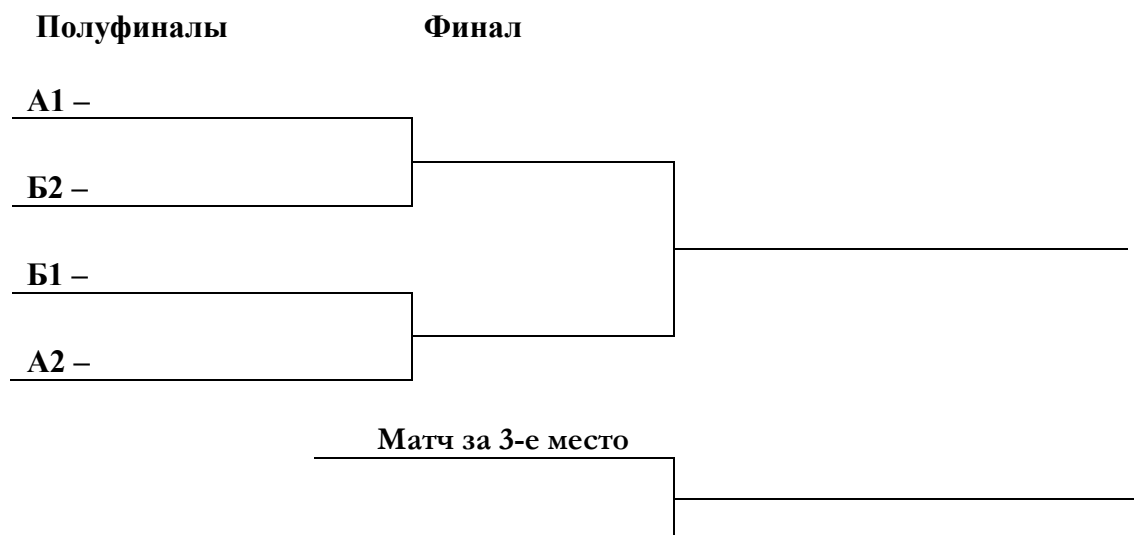 Полуфиналы Финал
А1 –
Б2 –
Б1 –
А2 –
Матч за 3-е место